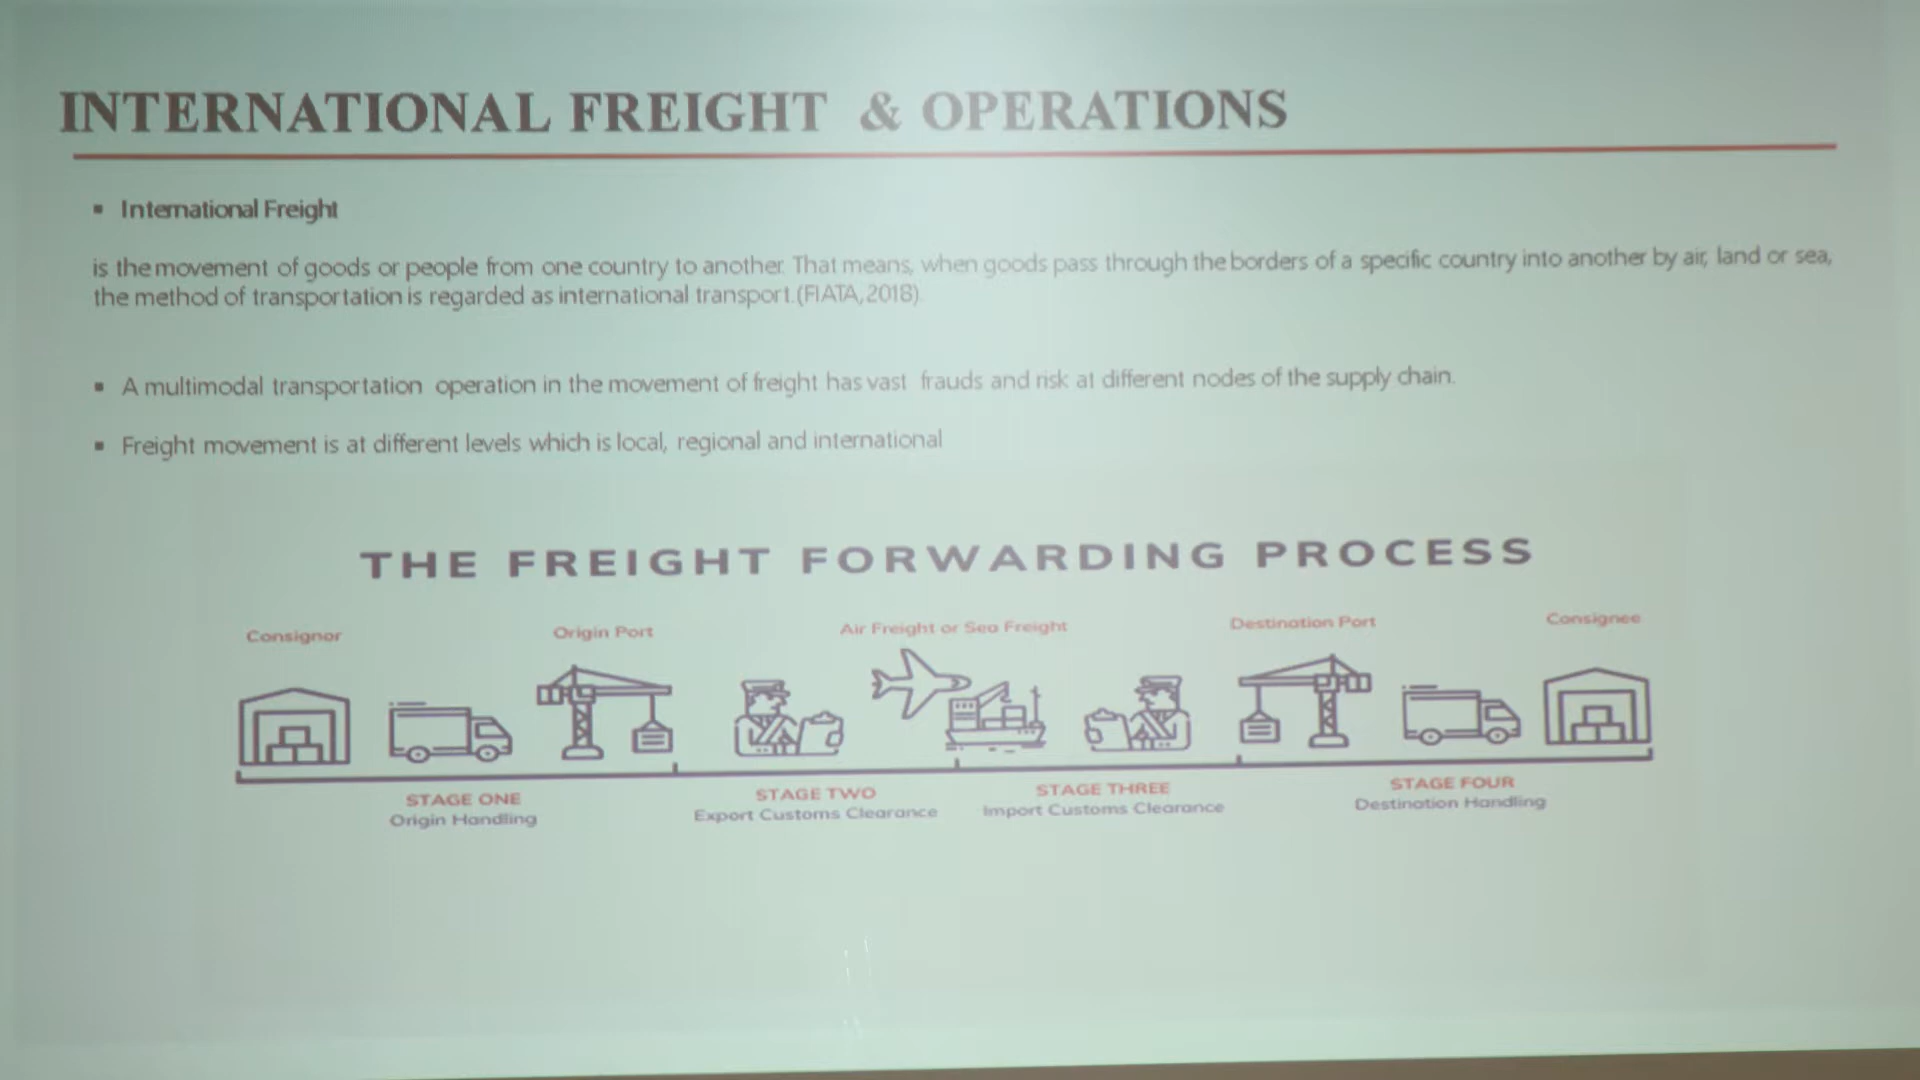 INTERNATIONAL FREIGHT & OPERATIONS
▪ International Freight
is the movement of goods or people from one country to another. That means, when goods pass through the borders of a specific country into another by air, land or sea,
the method of transportation is regarded as international transport.(FIATA,2018).
▪ A multimodal transportation operation in the movement of freight has vast frauds and risk at different nodes of the supply chain.
▪ Freight movement is at different levels which is local, regional and international
THE FREIGHT FORWARDING PROCESS
Consignor Origin Port Air Freight or Sea Freight Destination Port Consignee
STAGE ONE STAGE TWO STAGE THREE STAGE FOUR
Origin Handling Export Customs Clearance Import Customs Clearance Destination Handling